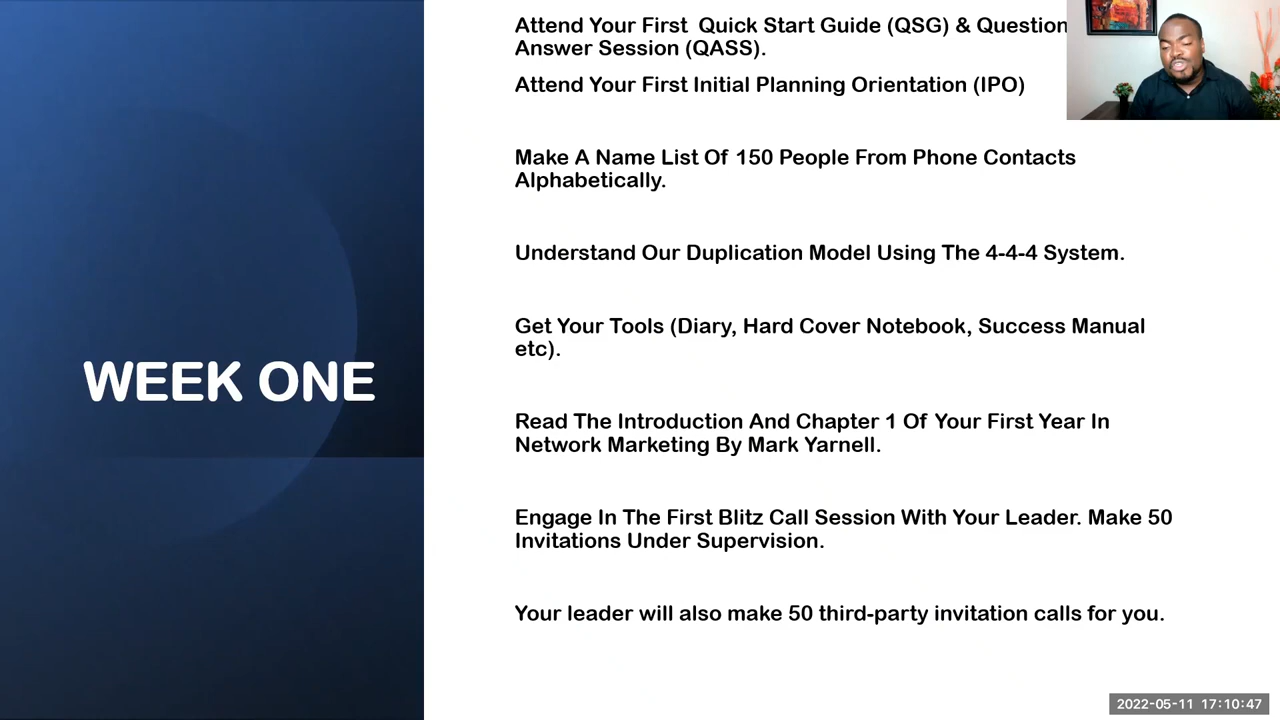 Attend Your First Quick Start Guide (QSG) & Question
Answer Session (QASS).
Attend Your First Initial Planning Orientation (IPO)
Make A Name List Of 150 People From Phone Contacts
Alphabetically.
Understand Our Duplication Model Using The 4-4-4 System.
Get Your Tools (Diary, Hard Cover Notebook, Success Manual
etc).
WEEK ONE
Read The Introduction And Chapter 1 Of Your First Year In
Network Marketing By Mark Yarnell.
Engage In The First Blitz Call Session With Your Leader. Make 50
Invitations Under Supervision.
Your leader will also make 50 third-party invitation calls for you.
2022-05-11 17:10:47